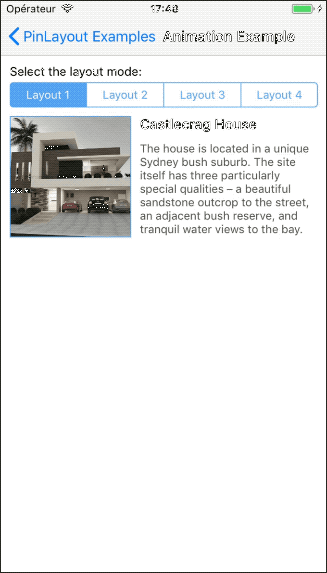 Opérateur 17:48
PinLayout Examples Animation Example
Select the layout mode:
Layout 1 Layout 2 Layout 3 Layout 4
Castlecrag House
The house is located in a unique
Sydney bush suburb. The site
itself has three particularly
special qualities – a beautiful
sandstone outcrop to the street,
an adjacent bush reserve, and
tranquil water views to the bay.